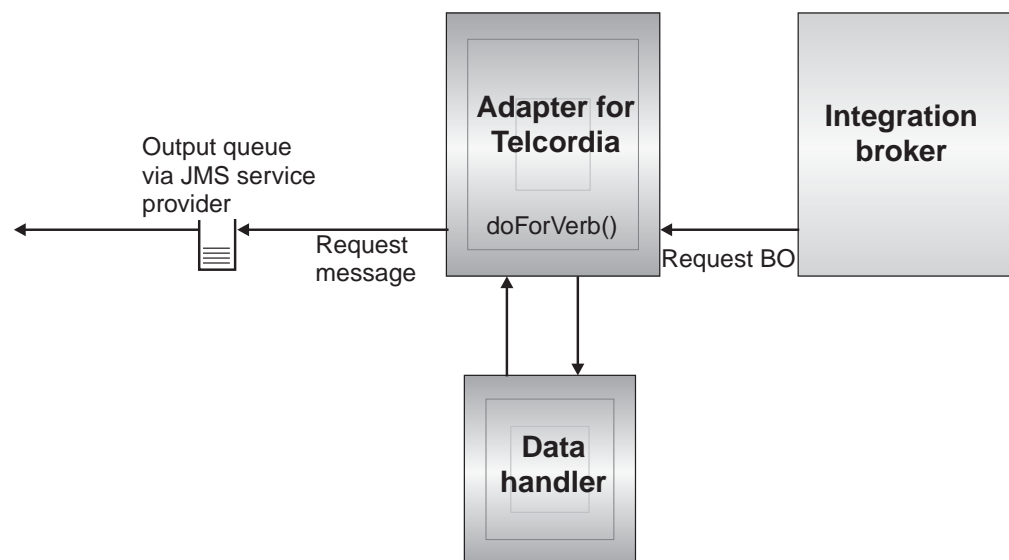 Adapter for
Telcordia
doForVerb()
Integration
broker
Output queue
via JMS service
provider
Request
message
Request BO
Data
handler